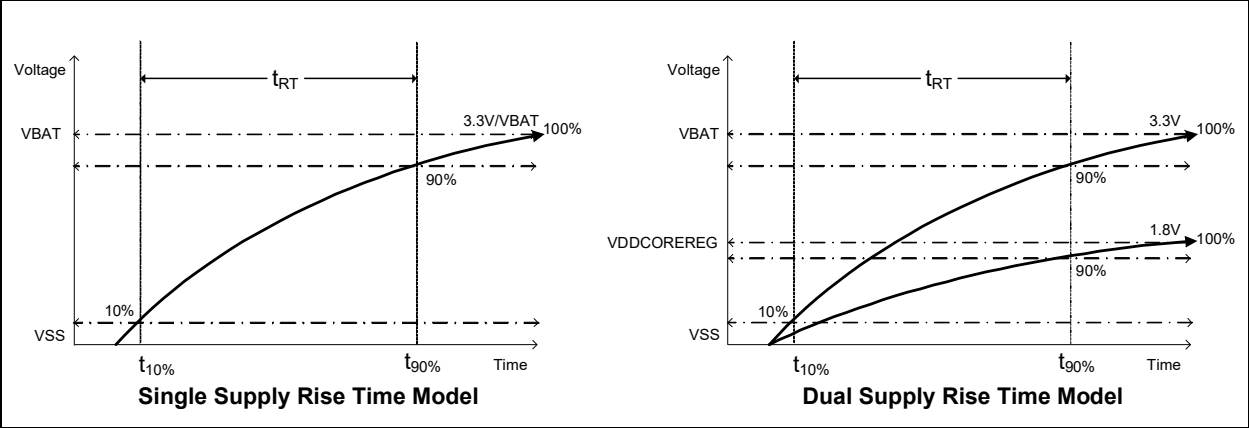 Voltage
tRT
3.3V/VBAT
VBAT
100%
90%
10%
VSS
t10%
t90%
Time
Single Supply Rise Time Model
Voltage
tRT
3.3V
VBAT
100%
90%
1.8V
VDDCOREREG
100%
90%
10%
VSS
t10%
t90%
Time
Dual Supply Rise Time Model